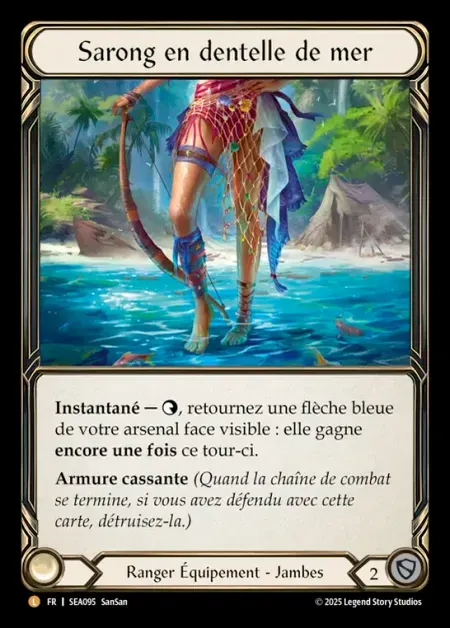 Sarong en dentelle de mer
Instantané — , retournez une flèche bleue
de votre arsenal face visible : elle gagne
encore une fois ce tour-ci.
Armure cassante (Quand la chaîne de combat
se termine, si vous avez défendu avec cette
carte, détruisez-la.)
Ranger Équipement - Jambes
2
L FR | SEA095 SanSan
© 2025 Legend Story Studios